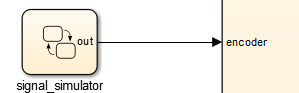 out
encoder
signal_simulator